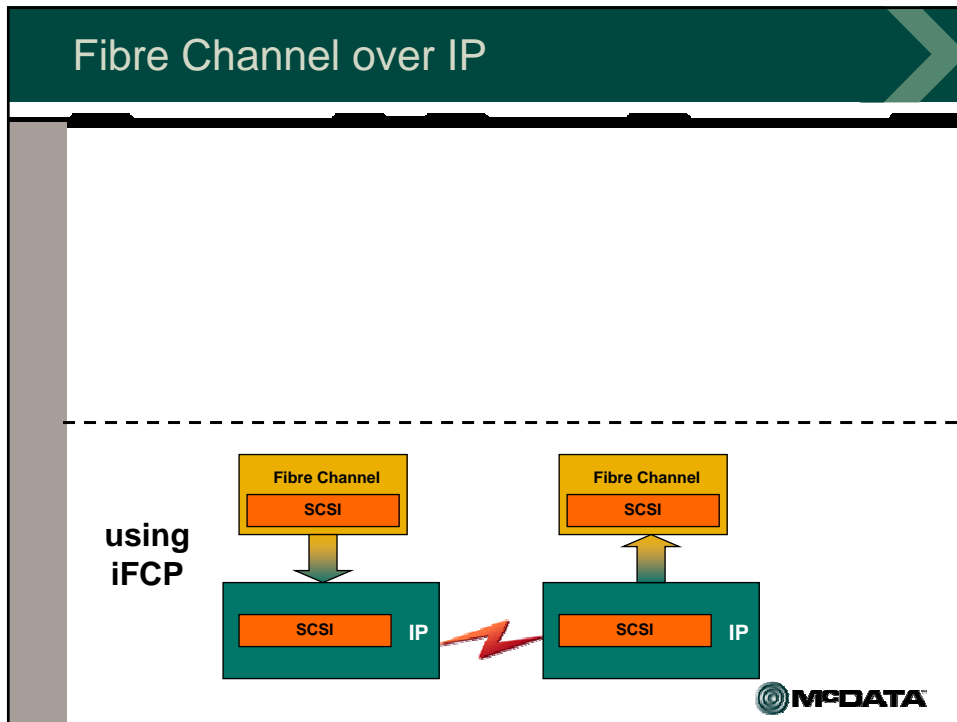 Fibre Channel over IP
Fibre Channel
SCSI
Fibre Channel
SCSI
using
iFCP
SCSI
IP
SCSI
IP
McDATA